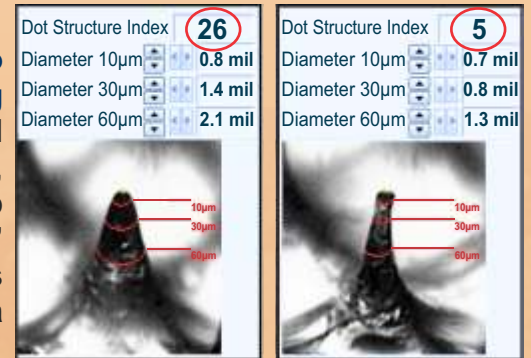 Dot Structure Index 26
Diameter 10µm 0.8 mil
Diameter 30µm 1.4 mil
Diameter 60µm 2.1 mil
10µm
30µm
60µm
Dot Structure Index 5
Diameter 10µm 0.7 mil
Diameter 30µm 0.8 mil
Diameter 60µm 1.3 mil
10µm
30µm
60µm